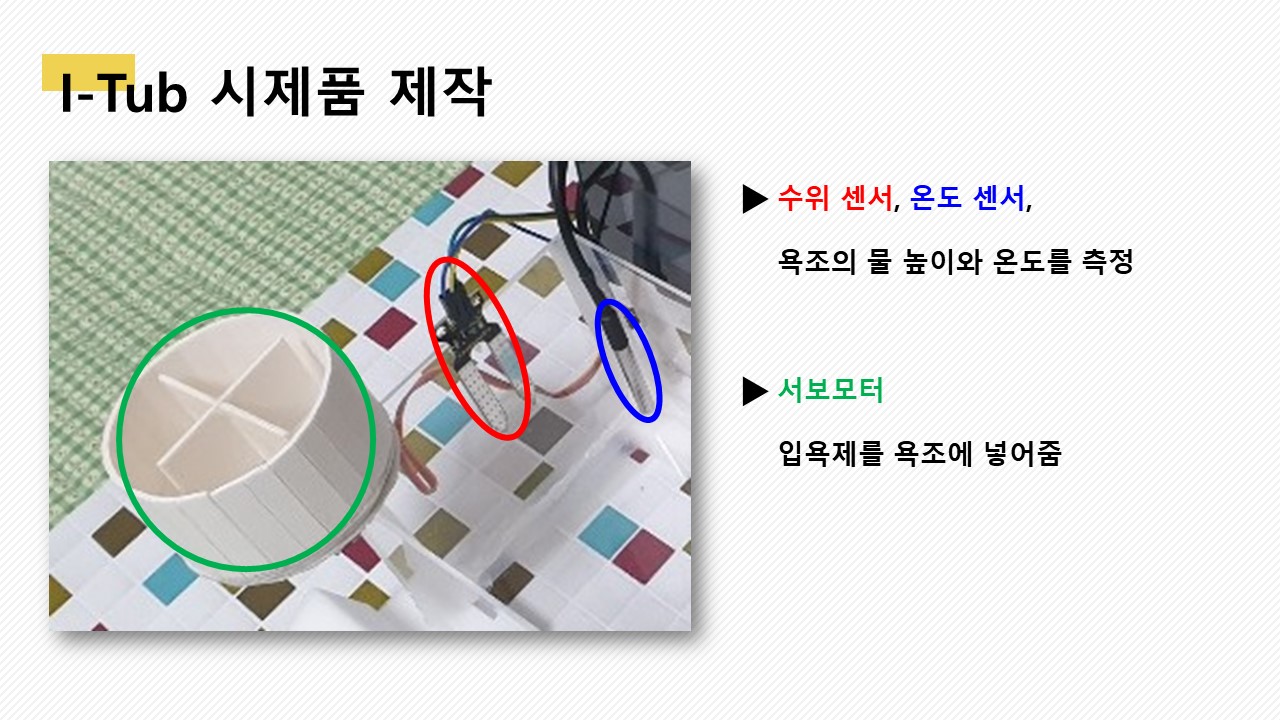 I-Tub 시제품 제작
▶ 수위 센서, 온도 센서,
욕조의 물 높이와 온도를 측정
▶ 서보모터
입욕제를 욕조에 넣어줌